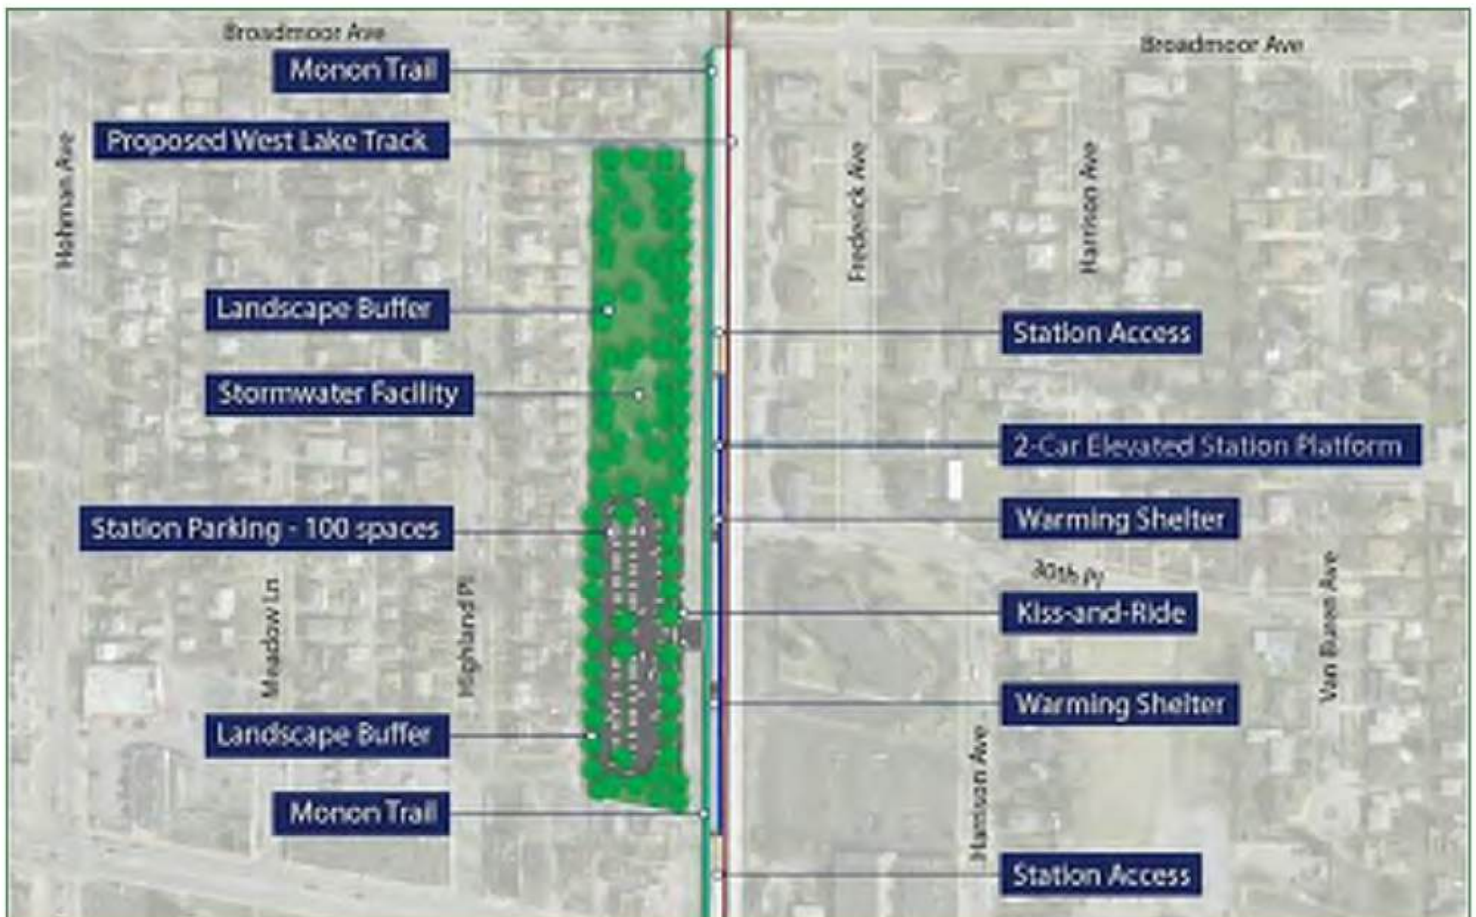 Broadmoor Ave
Broadmoor Ave
Monon Trail
Proposed West Lake Track
Hohman Ave
Frederick Ave
Harrison Ave
Landscape Buffer
Station Access
Stormwater Facility
2-Car Elevated Station Platform
Station Parking - 100 spaces
Warming Shelter
80th Pl
Kiss-and-Ride
Meadow Ln
Highland Pl
Van Buren Ave
Warming Shelter
Landscape Buffer
Harrison Ave
Monon Trail
Station Access